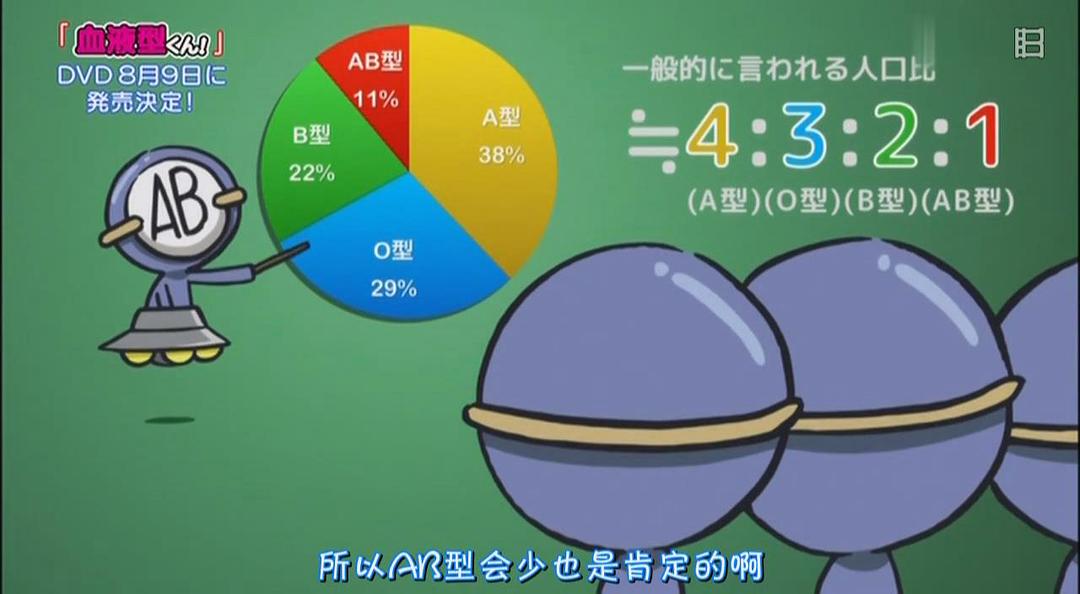 「血液型くん!」
DVD 8月9日に
発売決定!
AB型
11%
A型
38%
B型
22%
O型
29%
一般的に言われる人口比
≒4:3:2:1
(A型)(O型)(B型)(AB型)
AB
所以AB型会少也是肯定的啊